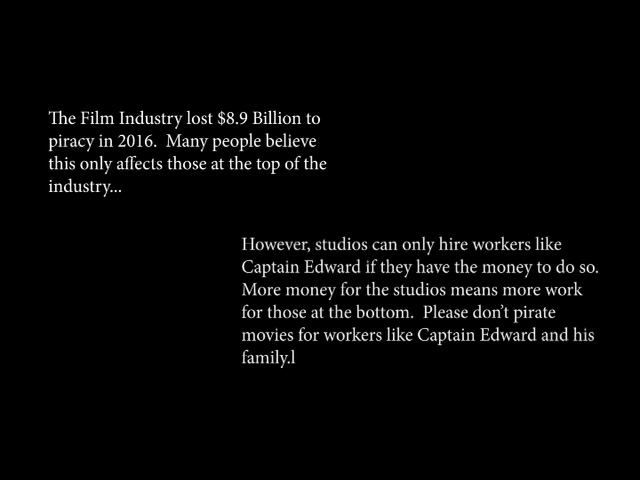 The Film Industry lost $8.9 Billion to
piracy in 2016.  Many people believe
this only affects those at the top of the
industry...
However, studios can only hire workers like
Captain Edward if they have the money to do so.
More money for the studios means more work
for those at the bottom.  Please don’t pirate
movies for workers like Captain Edward and his
family.l